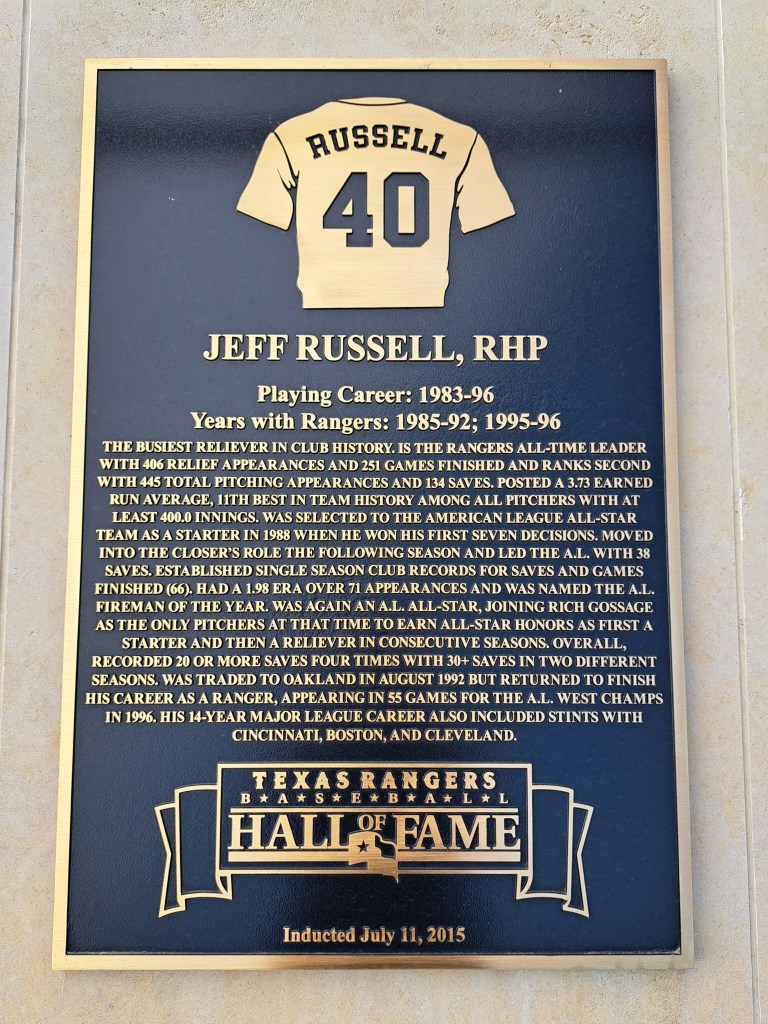 RUSSELL
40
JEFF RUSSELL, RHP
Playing Career: 1983-96
Years with Rangers: 1985-92; 1995-96
THE BUSIEST RELIEVER IN CLUB HISTORY. IS THE RANGERS ALL-TIME LEADER
WITH 406 RELIEF APPEARANCES AND 251 GAMES FINISHED AND RANKS SECOND
WITH 445 TOTAL PITCHING APPEARANCES AND 134 SAVES. POSTED A 3.73 EARNED
RUN AVERAGE, 11TH BEST IN TEAM HISTORY AMONG ALL PITCHERS WITH AT
LEAST 400.0 INNINGS. WAS SELECTED TO THE AMERICAN LEAGUE ALL-STAR
TEAM AS A STARTER IN 1988 WHEN HE WON HIS FIRST SEVEN DECISIONS. MOVED
INTO THE CLOSER'S ROLE THE FOLLOWING SEASON AND LED THE A.L. WITH 38
SAVES. ESTABLISHED SINGLE SEASON CLUB RECORDS FOR SAVES AND GAMES
FINISHED (66). HAD A 1.98 ERA OVER 71 APPEARANCES AND WAS NAMED THE A.L.
FIREMAN OF THE YEAR. WAS AGAIN AN A.L. ALL-STAR, JOINING RICH GOSSAGE
AS THE ONLY PITCHERS AT THAT TIME TO EARN ALL-STAR HONORS AS FIRST A
STARTER AND THEN A RELIEVER IN CONSECUTIVE SEASONS. OVERALL,
RECORDED 20 OR MORE SAVES FOUR TIMES WITH 30+ SAVES IN TWO DIFFERENT
SEASONS. WAS TRADED TO OAKLAND IN AUGUST 1992 BUT RETURNED TO FINISH
HIS CAREER AS A RANGER, APPEARING IN 55 GAMES FOR THE A.L. WEST CHAMPS
IN 1996. HIS 14-YEAR MAJOR LEAGUE CAREER ALSO INCLUDED STINTS WITH
CINCINNATI, BOSTON, AND CLEVELAND.
TEXAS RANGERS
B★A★S★E★B★A★L★L
HALL OF FAME
Inducted July 11, 2015